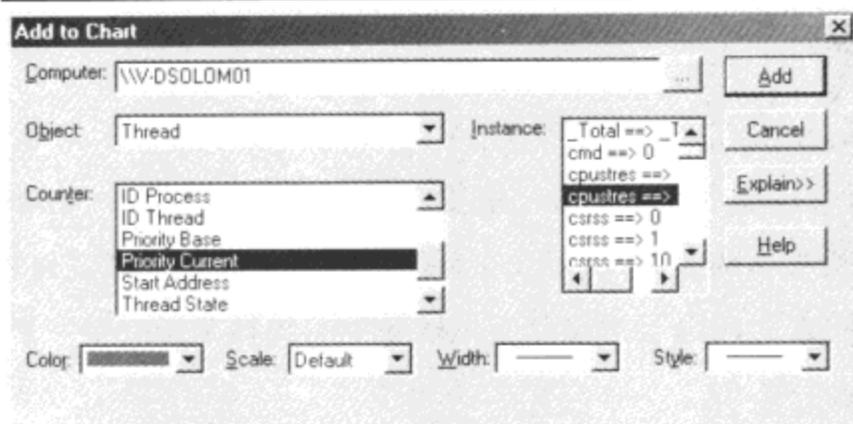 Add to Chart
Computer: \\V-DSOLOM01
...
Add
Object: Thread
Instance:
_Total ==> _T
cmd ==> 0
cpustres ==>
cpustres ==>
csrss ==> 0
csrss ==> 1
csrss ==> 10
Cancel
Explain>>
Help
Counter:
ID Process
ID Thread
Priority Base
Priority Current
Start Address
Thread State
Color:
Scale: Default
Width:
Style: